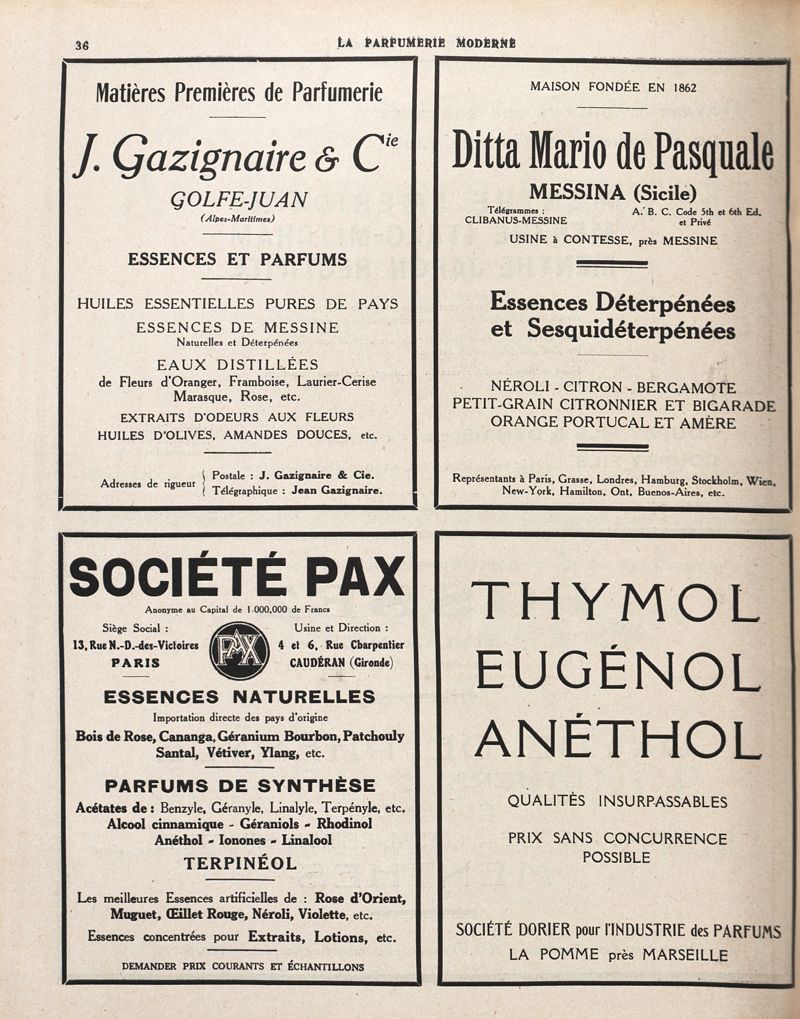 36
LA PARFUMERIE MODERNE
Matières Premières de Parfumerie
J. Gazignaire & Cie
GOLFE-JUAN
(Alpes-Maritimes)
ESSENCES ET PARFUMS
HUILES ESSENTIELLES PURES DE PAYS
ESSENCES DE MESSINE
Naturelles et Déterpénées
EAUX DISTILLÉES
de Fleurs d'Oranger, Framboise, Laurier-Cerise
Marasque, Rose, etc.
EXTRAITS D'ODEURS AUX FLEURS
HUILES D'OLIVES, AMANDES DOUCES, etc.
Adresses de rigueur
Postale : J. Gazignaire & Cie.
Télégraphique : Jean Gazignaire.
MAISON FONDÉE EN 1862
Ditta Mario de Pasquale
MESSINA (Sicile)
Télégrammes :
CLIBANUS-MESSINE
A. B. C. Code 5th et 6th Ed.
et Privé
USINE à CONTESSE, près MESSINE
Essences Déterpénées
et Sesquidéterpénées
NÉROLI - CITRON - BERGAMOTE
PETIT-GRAIN CITRONNIER ET BIGARADE
ORANGE PORTUCAL ET AMÈRE
Représentants à Paris, Grasse, Londres, Hamburg, Stockholm, Wien,
New-York, Hamilton, Ont, Buenos-Aires, etc.
SOCIÉTÉ PAX
Anonyme au Capital de 1.000,000 de Francs
Siège Social :
13, Rue N.-D.-des-Victoires
PARIS
PAX
Usine et Direction :
4 et 6, Rue Charpentier
CAUDÉRAN (Gironde)
ESSENCES NATURELLES
Importation directe des pays d'origine
Bois de Rose, Cananga, Géranium Bourbon, Patchouly
Santal, Vétiver, Ylang, etc.
PARFUMS DE SYNTHÈSE
Acétates de : Benzyle, Géranyle, Linalyle, Terpényle, etc.
Alcool cinnamique - Géraniols - Rhodinol
Anéthol - Ionones - Linalool
TERPINÉOL
Les meilleures Essences artificielles de : Rose d'Orient,
Muguet, Œillet Rouge, Néroli, Violette, etc.
Essences concentrées pour Extraits, Lotions, etc.
DEMANDER PRIX COURANTS ET ÉCHANTILLONS
THYMOL
EUGÉNOL
ANÉTHOL
QUALITÈS INSURPASSABLES
PRIX SANS CONCURRENCE
POSSIBLE
SOCIÉTÉ DORIER pour l'INDUSTRIE des PARFUMS
LA POMME près MARSEILLE